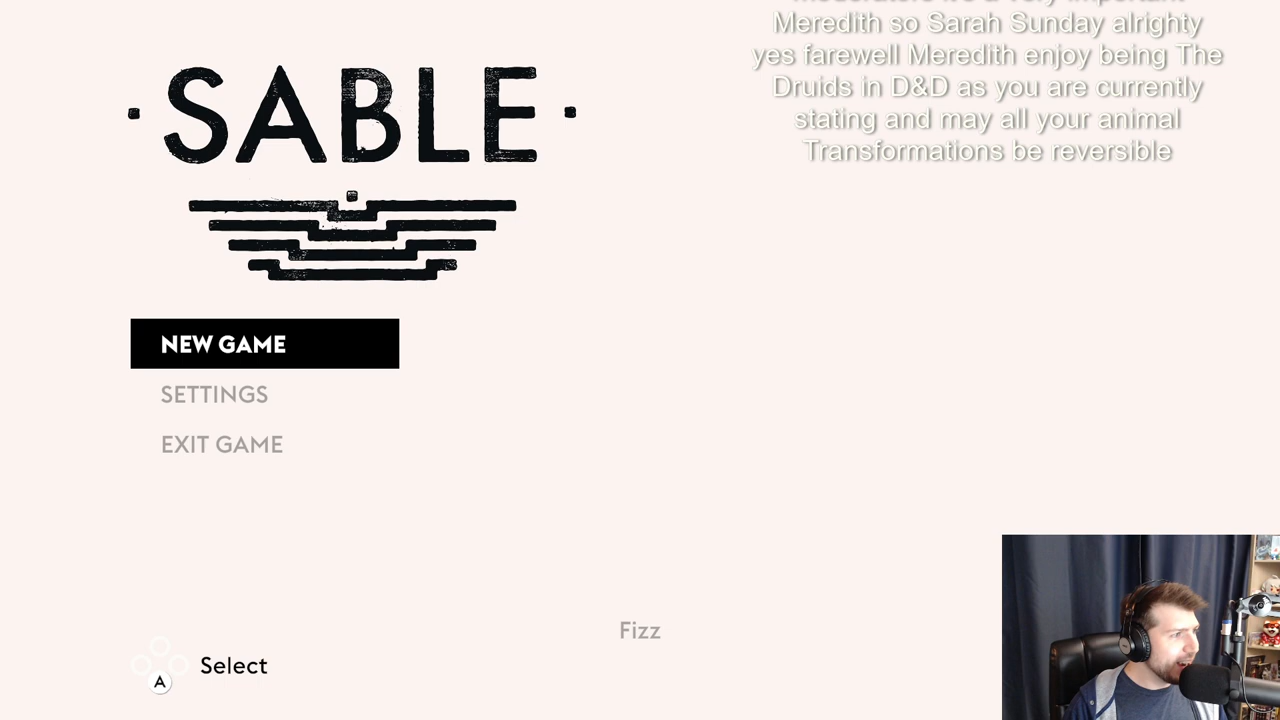 Meredith so Sarah Sunday alrighty
yes farewell Meredith enjoy being The
Druids in D&D as you are currently
stating and may all your animal
Transformations be reversible
SABLE
NEW GAME
SETTINGS
EXIT GAME
Fizz
A
Select